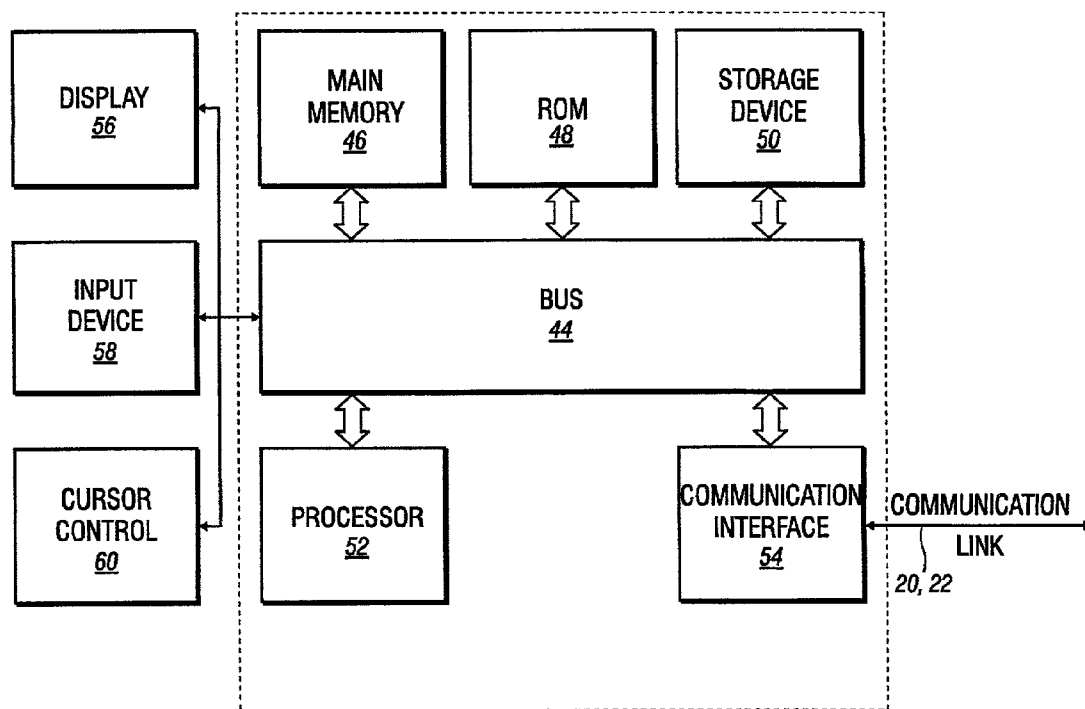 DISPLAY
56
MAIN
MEMORY
46
ROM
48
STORAGE
DEVICE
50
INPUT
DEVICE
58
BUS
44
CURSOR
CONTROL
60
PROCESSOR
52
COMMUNICATION
INTERFACE
54
COMMUNICATION
LINK
20, 22